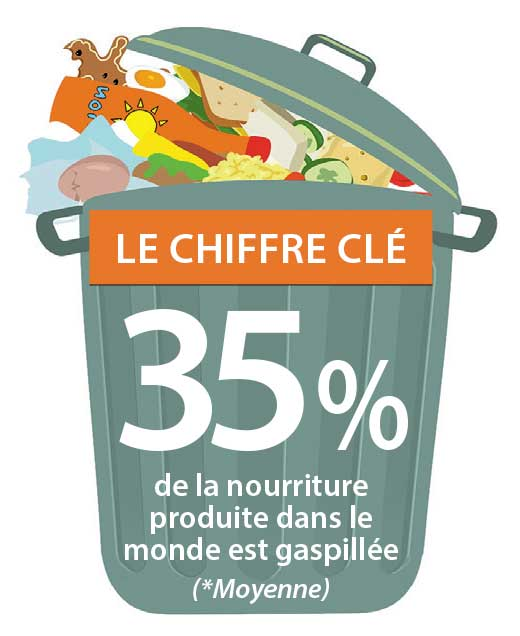 LE CHIFFRE CLÉ
35%
de la nourriture
produite dans le
monde est gaspillée
(*Moyenne)